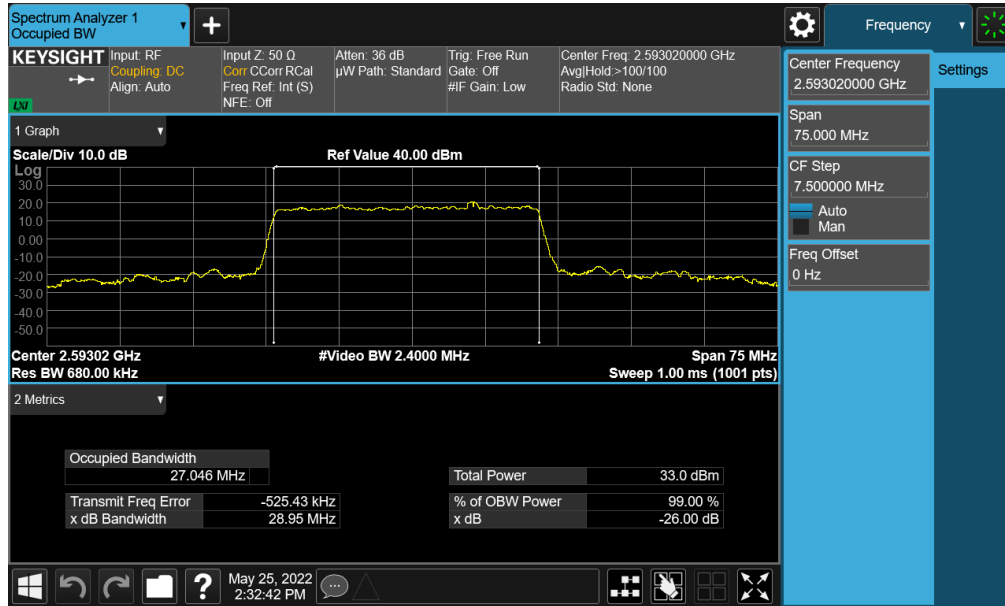 Spectrum Analyzer 1
Occupied BW
+
Frequency
KEYSIGHT
Input: RF
Coupling: DC
Align: Auto
Input Z: 50 Ω
Corr CCorr RCal
Freq Ref: Int (S)
NFE: Off
Atten: 36 dB
µW Path: Standard
Trig: Free Run
Gate: Off
#IF Gain: Low
Center Freq: 2.593020000 GHz
Avg|Hold:>100/100
Radio Std: None
LXI
Center Frequency
2.593020000 GHz
Settings
Span
75.000 MHz
CF Step
7.500000 MHz
Auto
Man
Freq Offset
0 Hz
1 Graph
Scale/Div 10.0 dB
Ref Value 40.00 dBm
Log
30.0
20.0
10.0
0.00
-10.0
-20.0
-30.0
-40.0
-50.0
Center 2.59302 GHz
#Video BW 2.4000 MHz
Span 75 MHz
Res BW 680.00 kHz
Sweep 1.00 ms (1001 pts)
2 Metrics
Occupied Bandwidth
27.046 MHz
Total Power 33.0 dBm
Transmit Freq Error -525.43 kHz
% of OBW Power 99.00 %
x dB Bandwidth 28.95 MHz
x dB -26.00 dB
?
May 25, 2022
2:32:42 PM